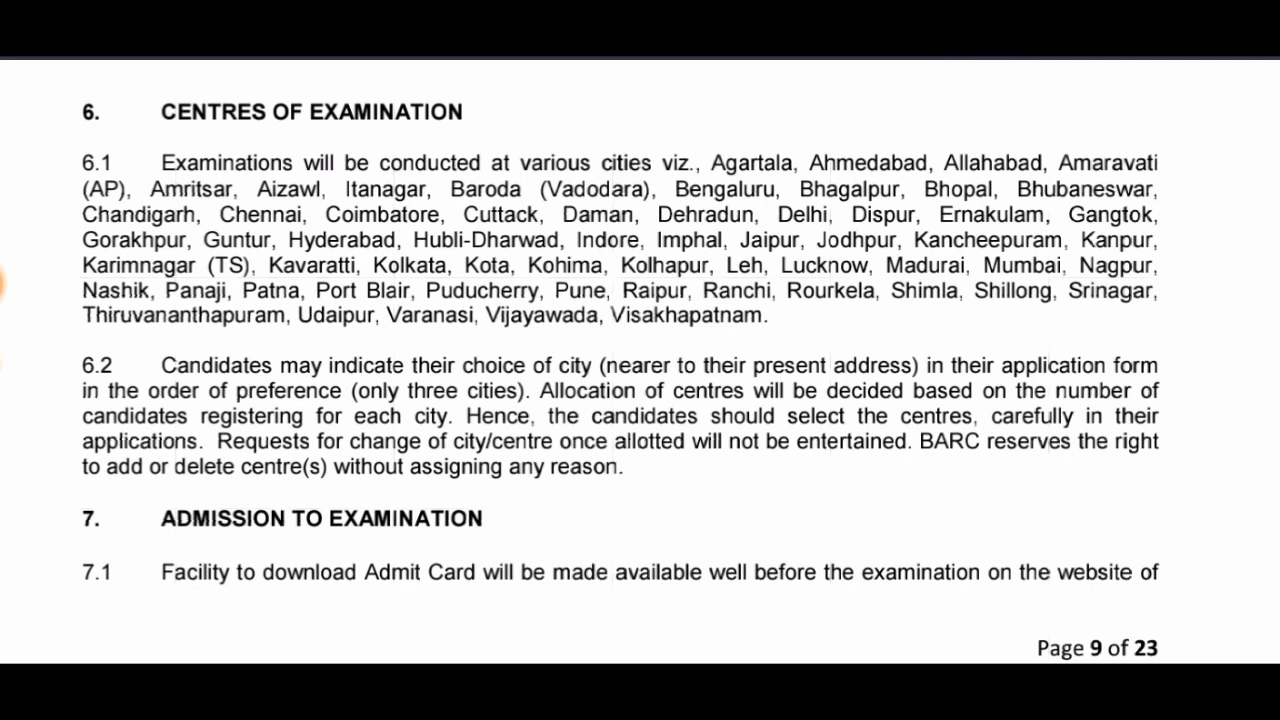 6. CENTRES OF EXAMINATION
6.1 Examinations will be conducted at various cities viz., Agartala, Ahmedabad, Allahabad, Amaravati
(AP), Amritsar, Aizawl, Itanagar, Baroda (Vadodara), Bengaluru, Bhagalpur, Bhopal, Bhubaneswar,
Chandigarh, Chennai, Coimbatore, Cuttack, Daman, Dehradun, Delhi, Dispur, Ernakulam, Gangtok,
Gorakhpur, Guntur, Hyderabad, Hubli-Dharwad, Indore, Imphal, Jaipur, Jodhpur, Kancheepuram, Kanpur,
Karimnagar (TS), Kavaratti, Kolkata, Kota, Kohima, Kolhapur, Leh, Lucknow, Madurai, Mumbai, Nagpur,
Nashik, Panaji, Patna, Port Blair, Puducherry, Pune, Raipur, Ranchi, Rourkela, Shimla, Shillong, Srinagar,
Thiruvananthapuram, Udaipur, Varanasi, Vijayawada, Visakhapatnam.
6.2 Candidates may indicate their choice of city (nearer to their present address) in their application form
in the order of preference (only three cities). Allocation of centres will be decided based on the number of
candidates registering for each city. Hence, the candidates should select the centres, carefully in their
applications. Requests for change of city/centre once allotted will not be entertained. BARC reserves the right
to add or delete centre(s) without assigning any reason.
7. ADMISSION TO EXAMINATION
7.1 Facility to download Admit Card will be made available well before the examination on the website of
Page 9 of 23